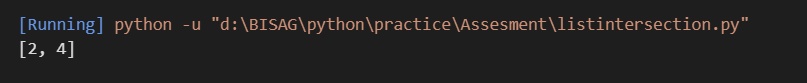 [Running] python -u "d:\BISAG\python\practice\Assesment\listintersection.py"
[2, 4]